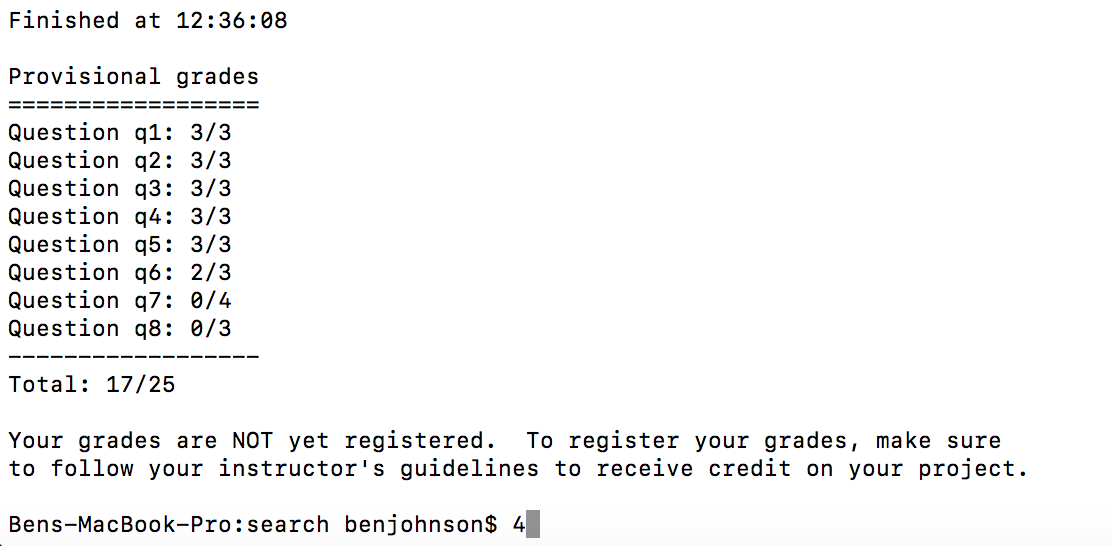 Finished at 12:36:08
Provisional grades
==================
Question q1: 3/3
Question q2: 3/3
Question q3: 3/3
Question q4: 3/3
Question q5: 3/3
Question q6: 2/3
Question q7: 0/4
Question q8: 0/3
------------------
Total: 17/25
Your grades are NOT yet registered.  To register your grades, make sure
to follow your instructor's guidelines to receive credit on your project.
Bens-MacBook-Pro:search benjohnson$ 4